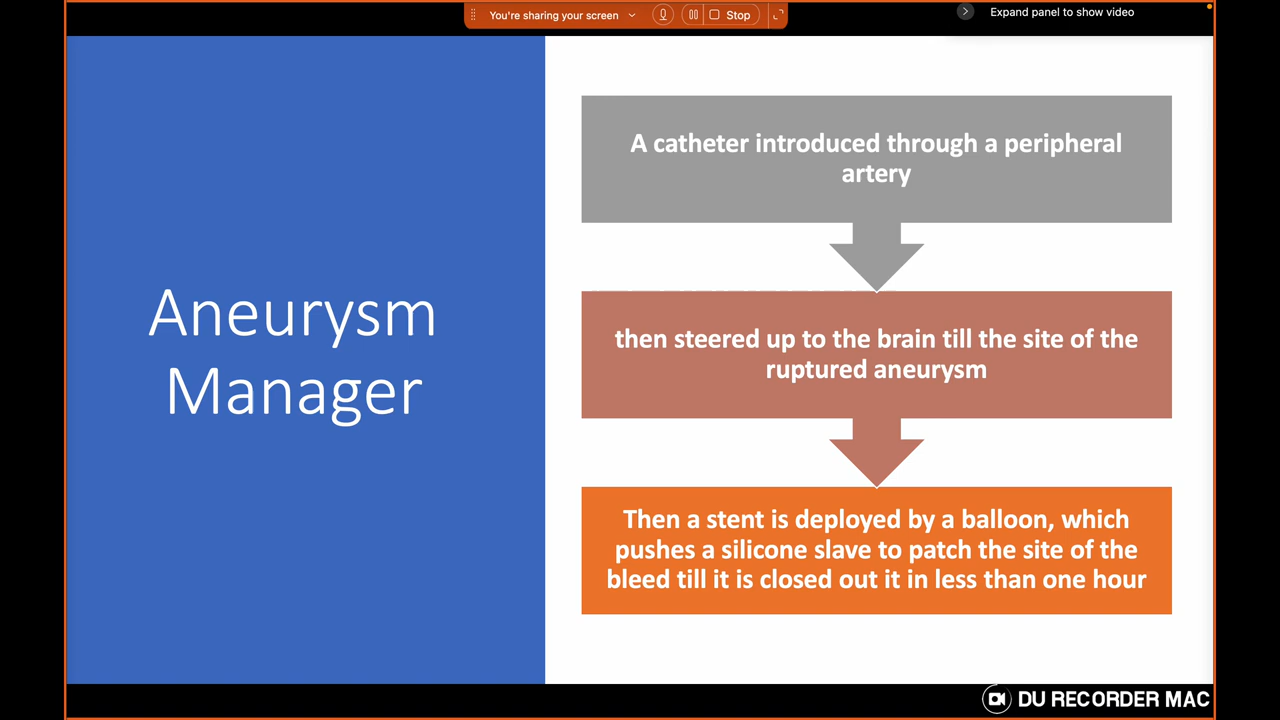 You're sharing your screen
Stop
Expand panel to show video
Aneurysm
Manager
A catheter introduced through a peripheral
artery
then steered up to the brain till the site of the
ruptured aneurysm
Then a stent is deployed by a balloon, which
pushes a silicone slave to patch the site of the
bleed till it is closed out it in less than one hour
DU RECORDER MAC